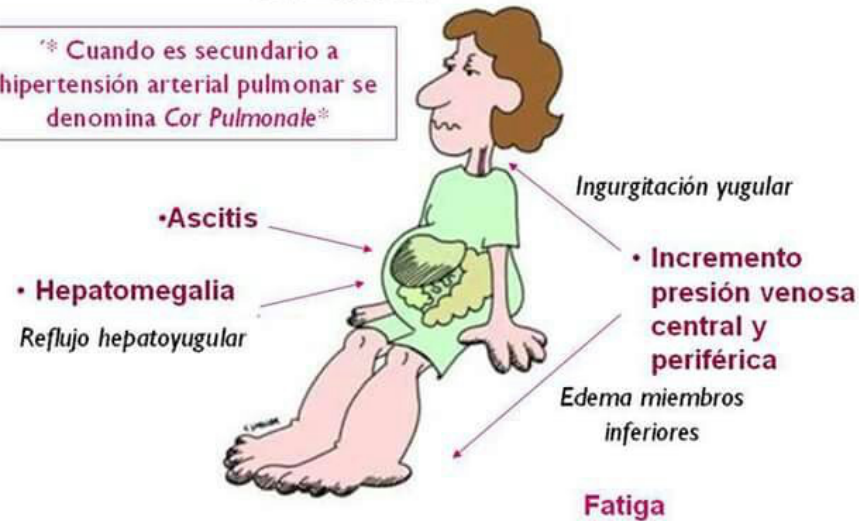 ´* Cuando es secundario a
hipertensión arterial pulmonar se
denomina Cor Pulmonale*
Ingurgitación yugular
•Ascitis
• Hepatomegalia
Reflujo hepatoyugular
• Incremento
presión venosa
central y
periférica
Edema miembros
inferiores
Fatiga